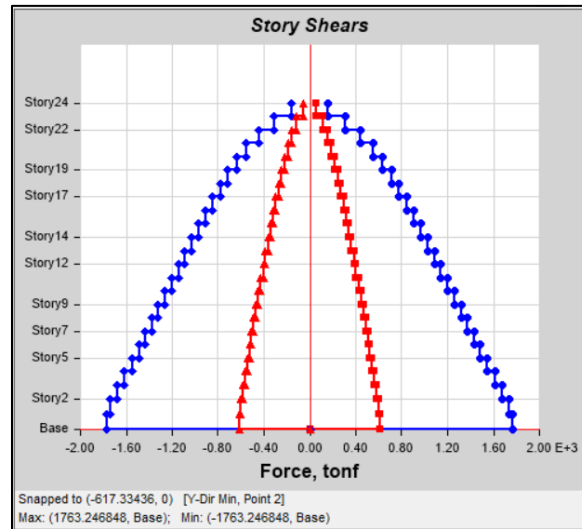 Story Shears
Story24
Story22
Story19
Story17
Story14
Story12
Story9
Story7
Story5
Story2
Base
-2.00 -1.60 -1.20 -0.80 -0.40 0.00 0.40 0.80 1.20 1.60 2.00 E+3
Force, tonf
Snapped to (-617.33436, 0) [Y-Dir Min, Point 2]
Max: (1763.246848, Base); Min: (-1763.246848, Base)